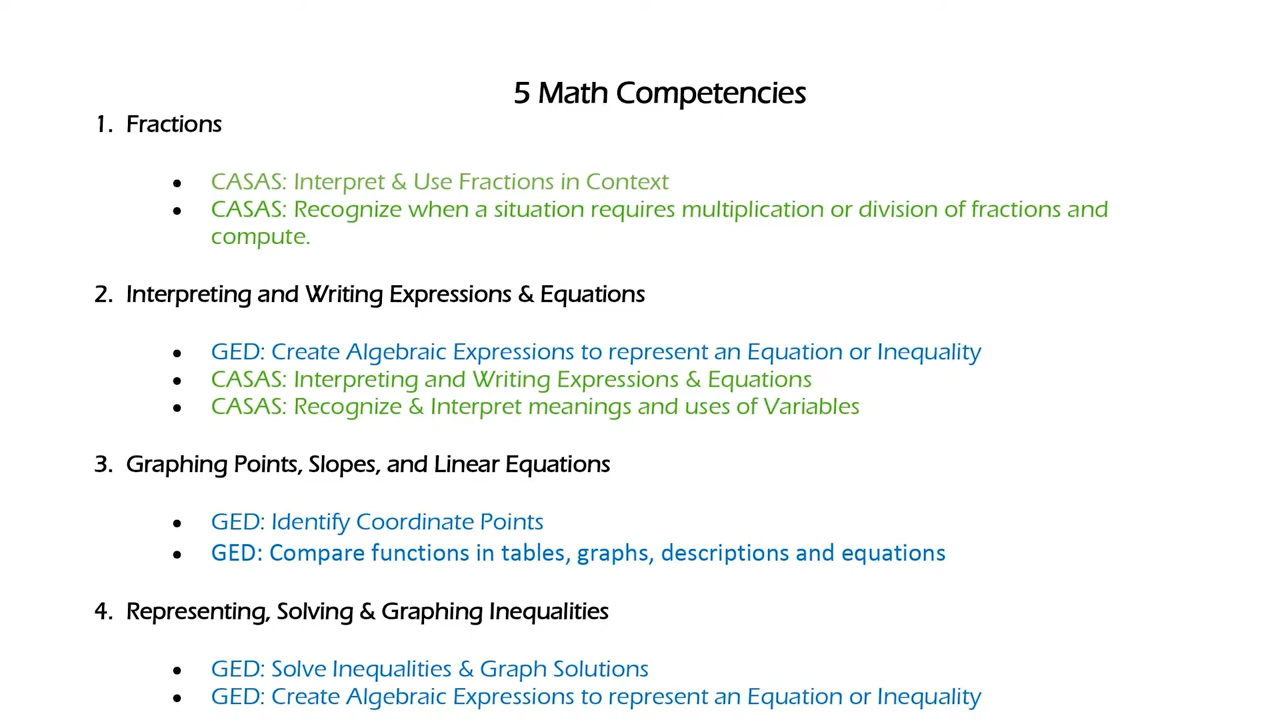 5 Math Competencies
1. Fractions
• CASAS: Interpret & Use Fractions in Context
• CASAS: Recognize when a situation requires multiplication or division of fractions and
compute.
2. Interpreting and Writing Expressions & Equations
• GED: Create Algebraic Expressions to represent an Equation or Inequality
• CASAS: Interpreting and Writing Expressions & Equations
• CASAS: Recognize & Interpret meanings and uses of Variables
3. Graphing Points, Slopes, and Linear Equations
• GED: Identify Coordinate Points
• GED: Compare functions in tables, graphs, descriptions and equations
4. Representing, Solving & Graphing Inequalities
• GED: Solve Inequalities & Graph Solutions
• GED: Create Algebraic Expressions to represent an Equation or Inequality